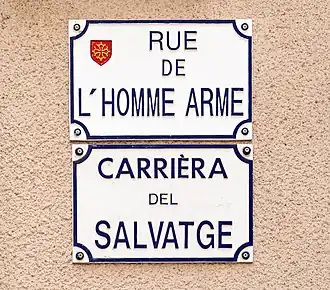 RUE
DE
L'HOMME ARME
CARRIÈRA
DEL
SALVATGE